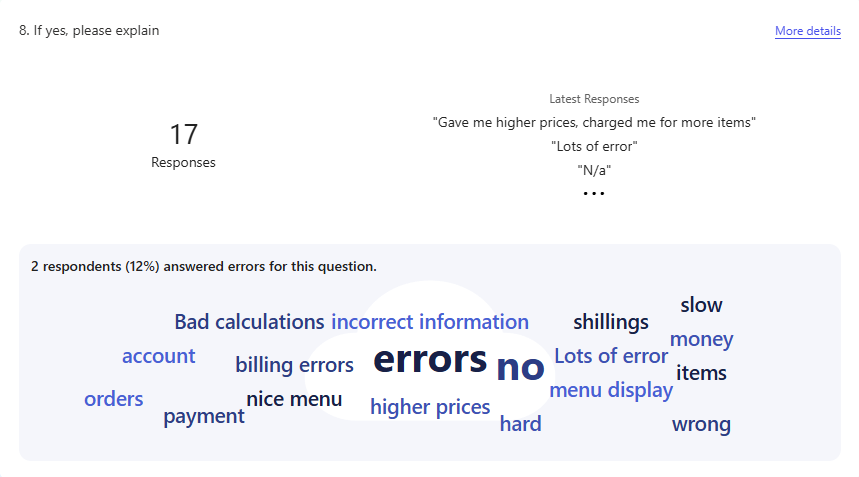 8. If yes, please explain
More details
17
Responses
Latest Responses
"Gave me higher prices, charged me for more items"
"Lots of error"
"N/a"
...
2 respondents (12%) answered errors for this question.
slow
Bad calculations
incorrect information
shillings
money
account
billing errors
errors
no
Lots of error
items
orders
nice menu
menu display
payment
higher prices
hard
wrong